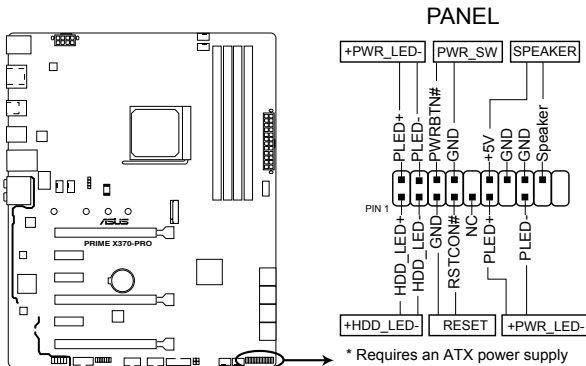 PANEL
+PWR_LED-
PWR_SW
SPEAKER
PLED+
PLED-
PWRBTN#
GND
+5V
GND
GND
Speaker
PIN 1
HDD_LED+
HDD_LED-
GND
RSTCON#
NC
PLED+
PLED-
+HDD_LED-
RESET
+PWR_LED-
* Requires an ATX power supply
ASUS
PRIME X370-PRO